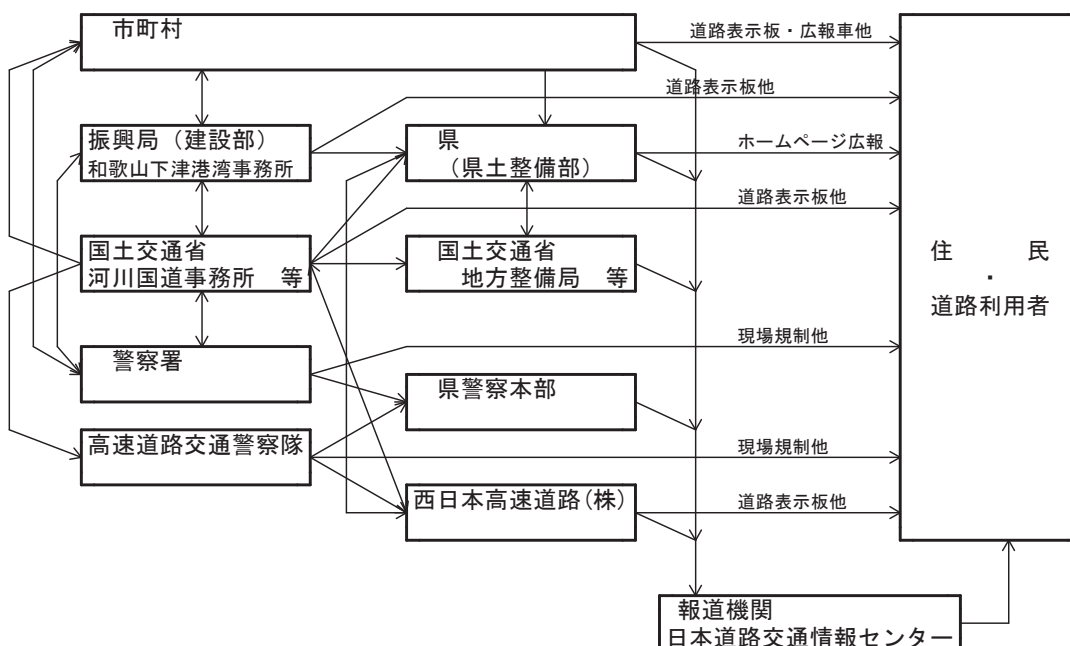 市町村
道路表示板・広報車他
道路表示板他
振興局（建設部）
和歌山下津港湾事務所
県
（県土整備部）
ホームページ広報
道路表示板他
国土交通省
河川国道事務所　等
国土交通省
地方整備局　等
住　　民
・
道路利用者
警察署
現場規制他
県警察本部
高速道路交通警察隊
現場規制他
西日本高速道路(株)
道路表示板他
報道機関
日本道路交通情報センター